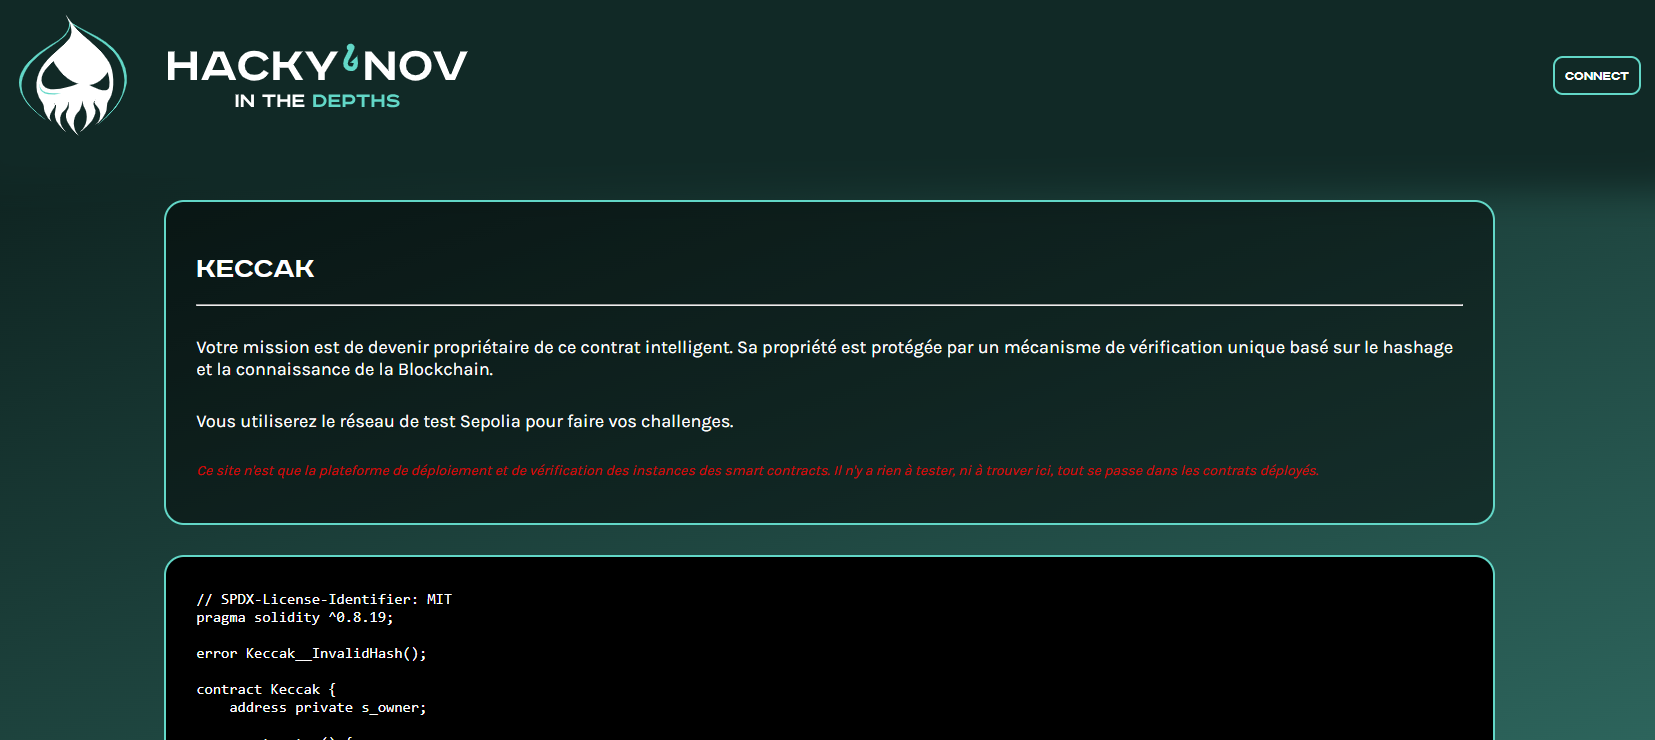 HACKY NOV
IN THE DEPTHS
CONNECT
KECCAK
Votre mission est de devenir propriétaire de ce contrat intelligent. Sa propriété est protégée par un mécanisme de vérification unique basé sur le hashage
et la connaissance de la Blockchain.
Vous utiliserez le réseau de test Sepolia pour faire vos challenges.
Ce site n'est que la plateforme de déploiement et de vérification des instances des smart contracts. Il n'y a rien à tester, ni à trouver ici, tout se passe dans les contrats déployés.
// SPDX-License-Identifier: MIT
pragma solidity ^0.8.19;
error Keccak__InvalidHash();
contract Keccak {
address private s_owner;